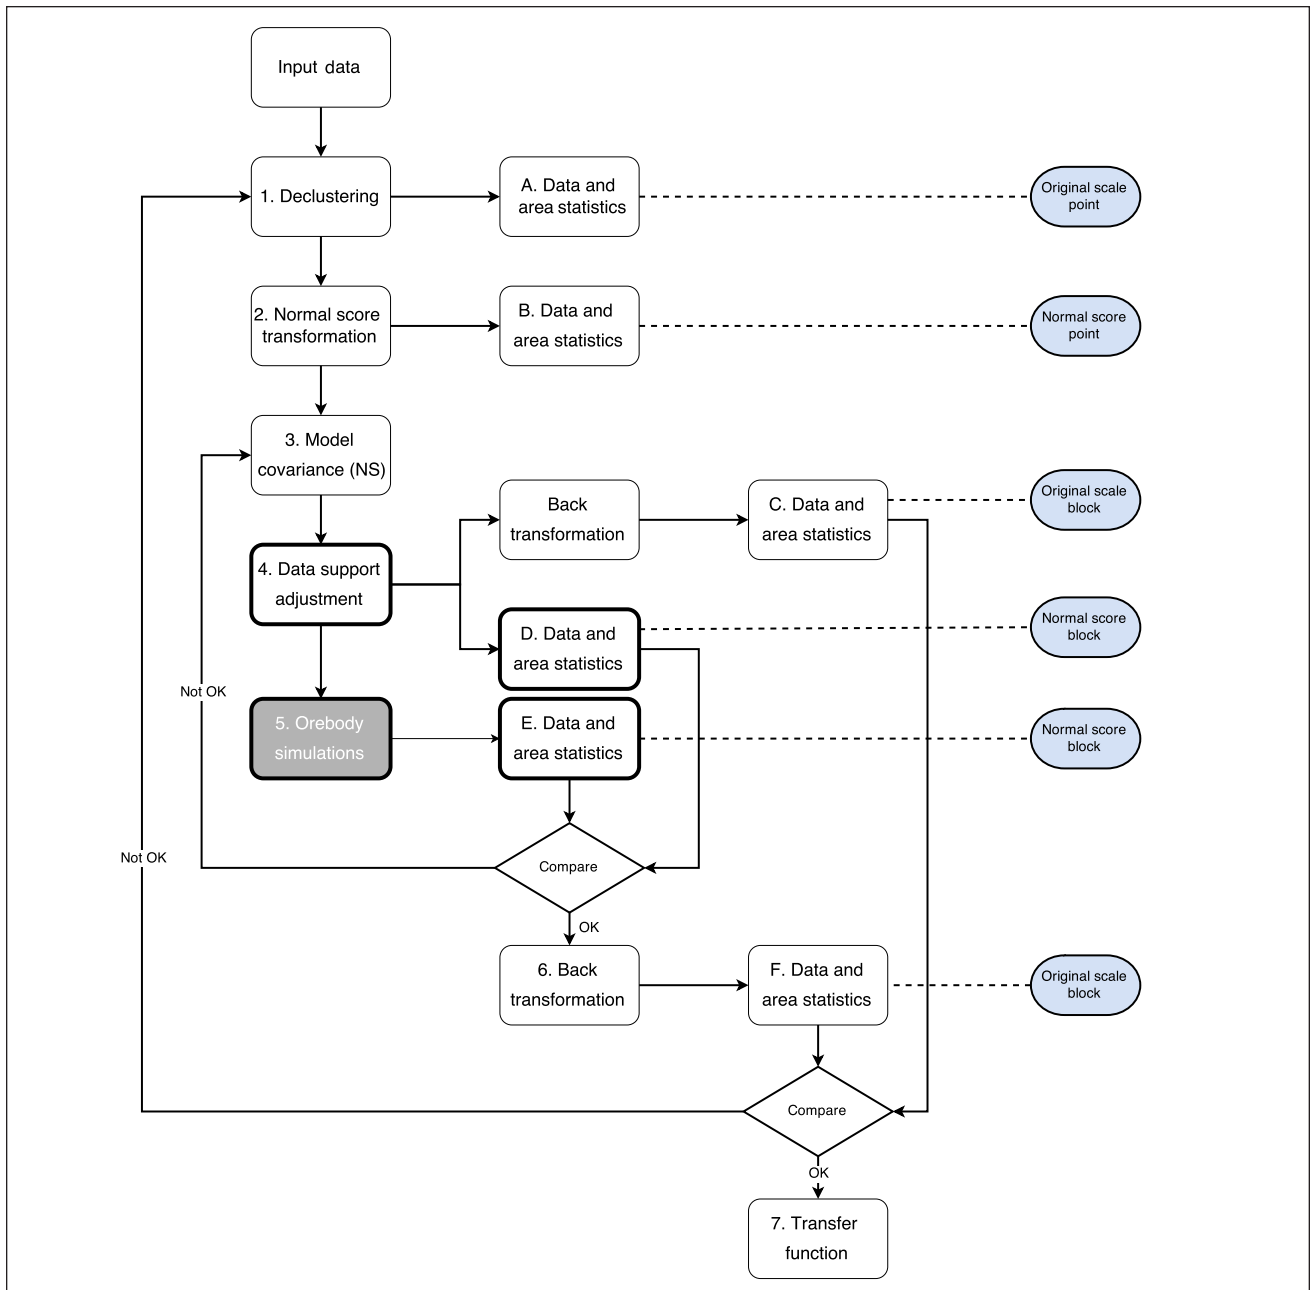 Input data
1. Declustering
A. Data and
area statistics
Original scale
point
2. Normal score
transformation
B. Data and
area statistics
Normal score
point
3. Model
covariance (NS)
Back
transformation
C. Data and
area statistics
Original scale
block
4. Data support
adjustment
D. Data and
area statistics
Normal score
block
Not OK
5. Orebody
simulations
E. Data and
area statistics
Normal score
block
Not OK
Compare
OK
6. Back
transformation
F. Data and
area statistics
Original scale
block
Compare
OK
7. Transfer
function